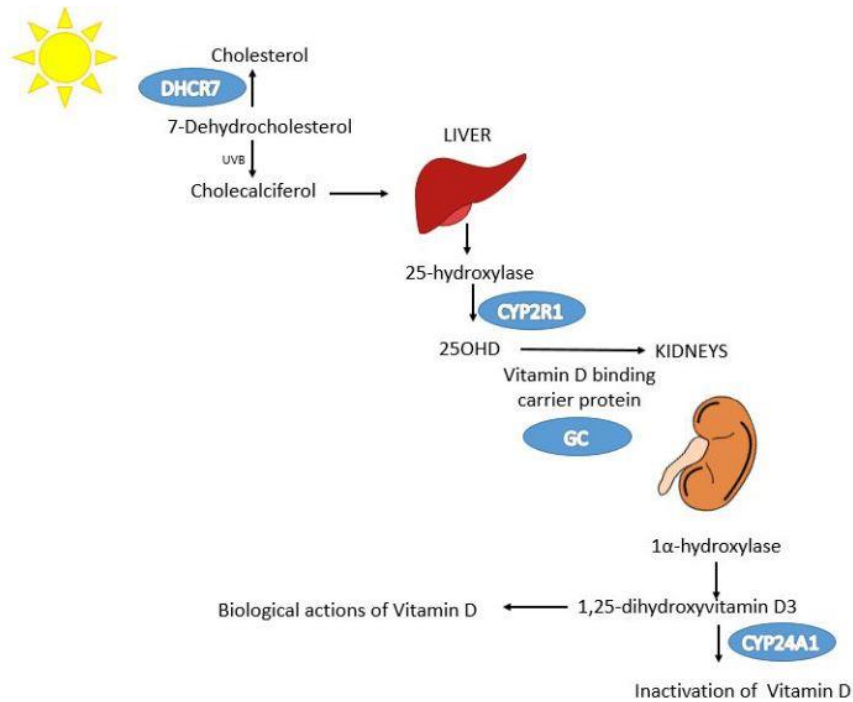 Cholesterol
DHCR7
7-Dehydrocholesterol
UVB
Cholecalciferol
LIVER
25-hydroxylase
CYP2R1
25OHD
KIDNEYS
Vitamin D binding
carrier protein
GC
1α-hydroxylase
Biological actions of Vitamin D
1,25-dihydroxyvitamin D3
CYP24A1
Inactivation of Vitamin D